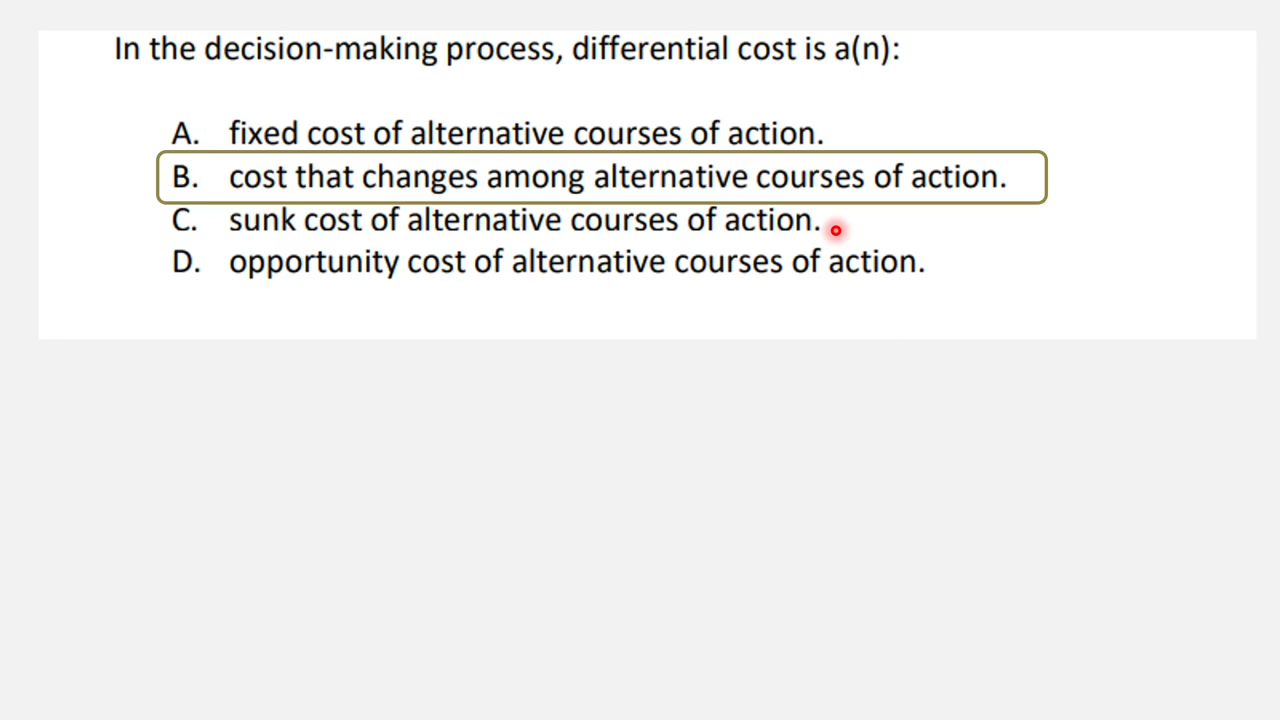 In the decision-making process, differential cost is a(n):
A. fixed cost of alternative courses of action.
B. cost that changes among alternative courses of action.
C. sunk cost of alternative courses of action.
D. opportunity cost of alternative courses of action.